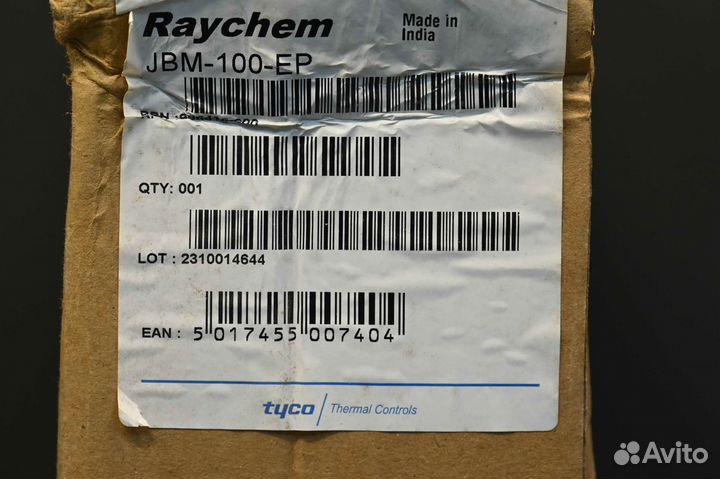 Raychem
Made in
India
JBM-100-EP
QTY: 001
LOT : 2310014644
EAN : 5 017455 007404
tyco Thermal Controls
Avito